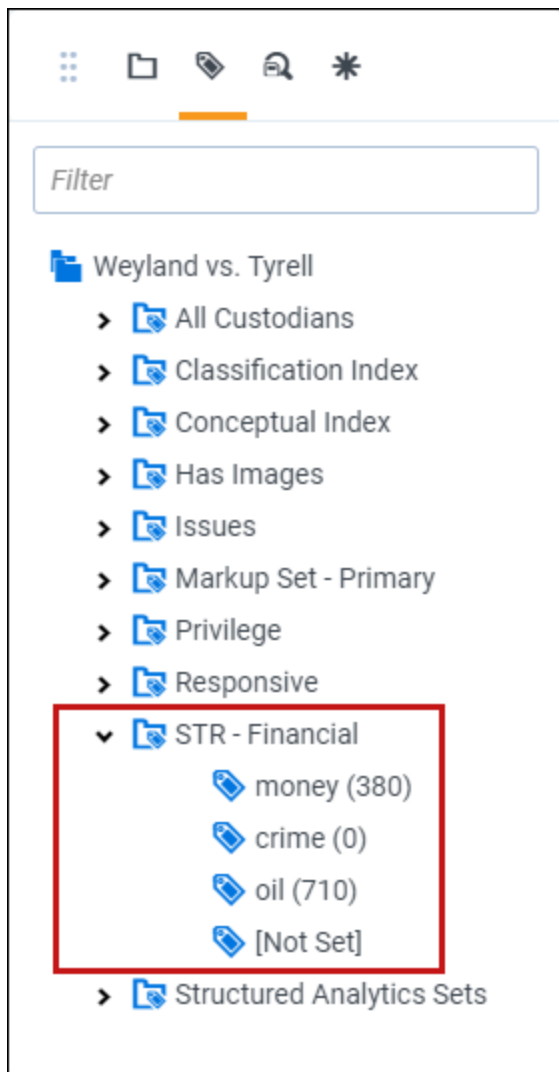 Filter
Weyland vs. Tyrell
All Custodians
Classification Index
Conceptual Index
Has Images
Issues
Markup Set - Primary
Privilege
Responsive
STR - Financial
money (380)
crime (0)
oil (710)
[Not Set]
Structured Analytics Sets